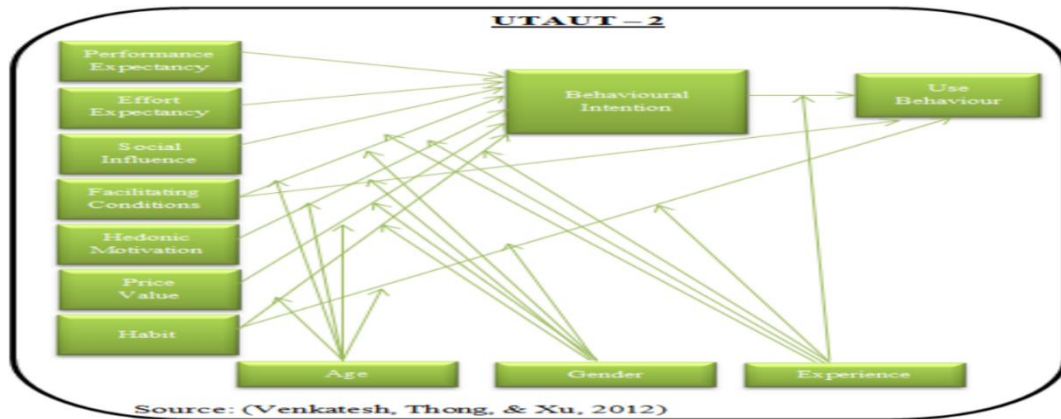 UTAUT – 2
Performance
Expectancy
Effort
Expectancy
Social
Influence
Facilitating
Conditions
Hedonic
Motivation
Price
Value
Habit
Behavioural
Intention
Use
Behaviour
Age
Gender
Experience
Source: (Venkatesh, Thong, & Xu, 2012)